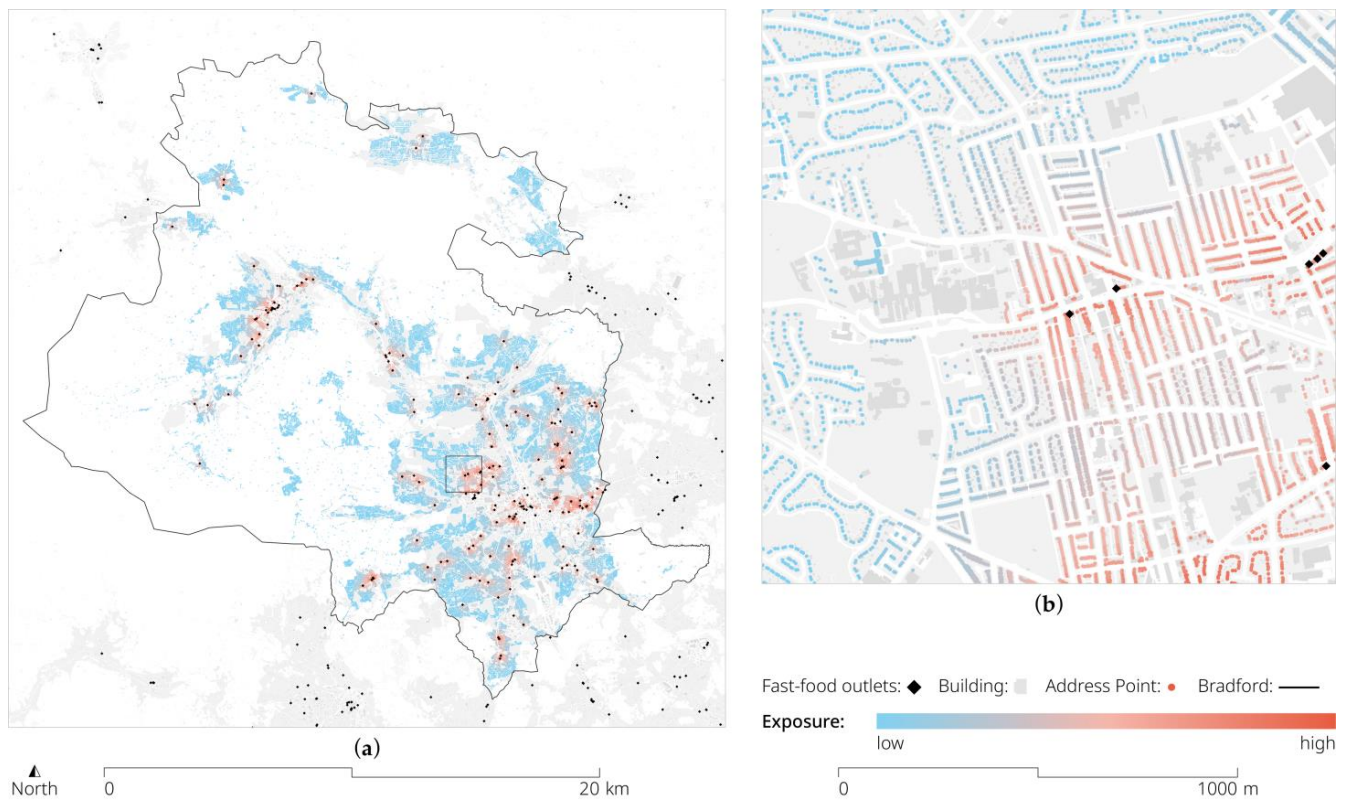 (a)
(b)
Fast-food outlets: Building: Address Point: Bradford:
Exposure:
low high
North 0 20 km
0 1000 m